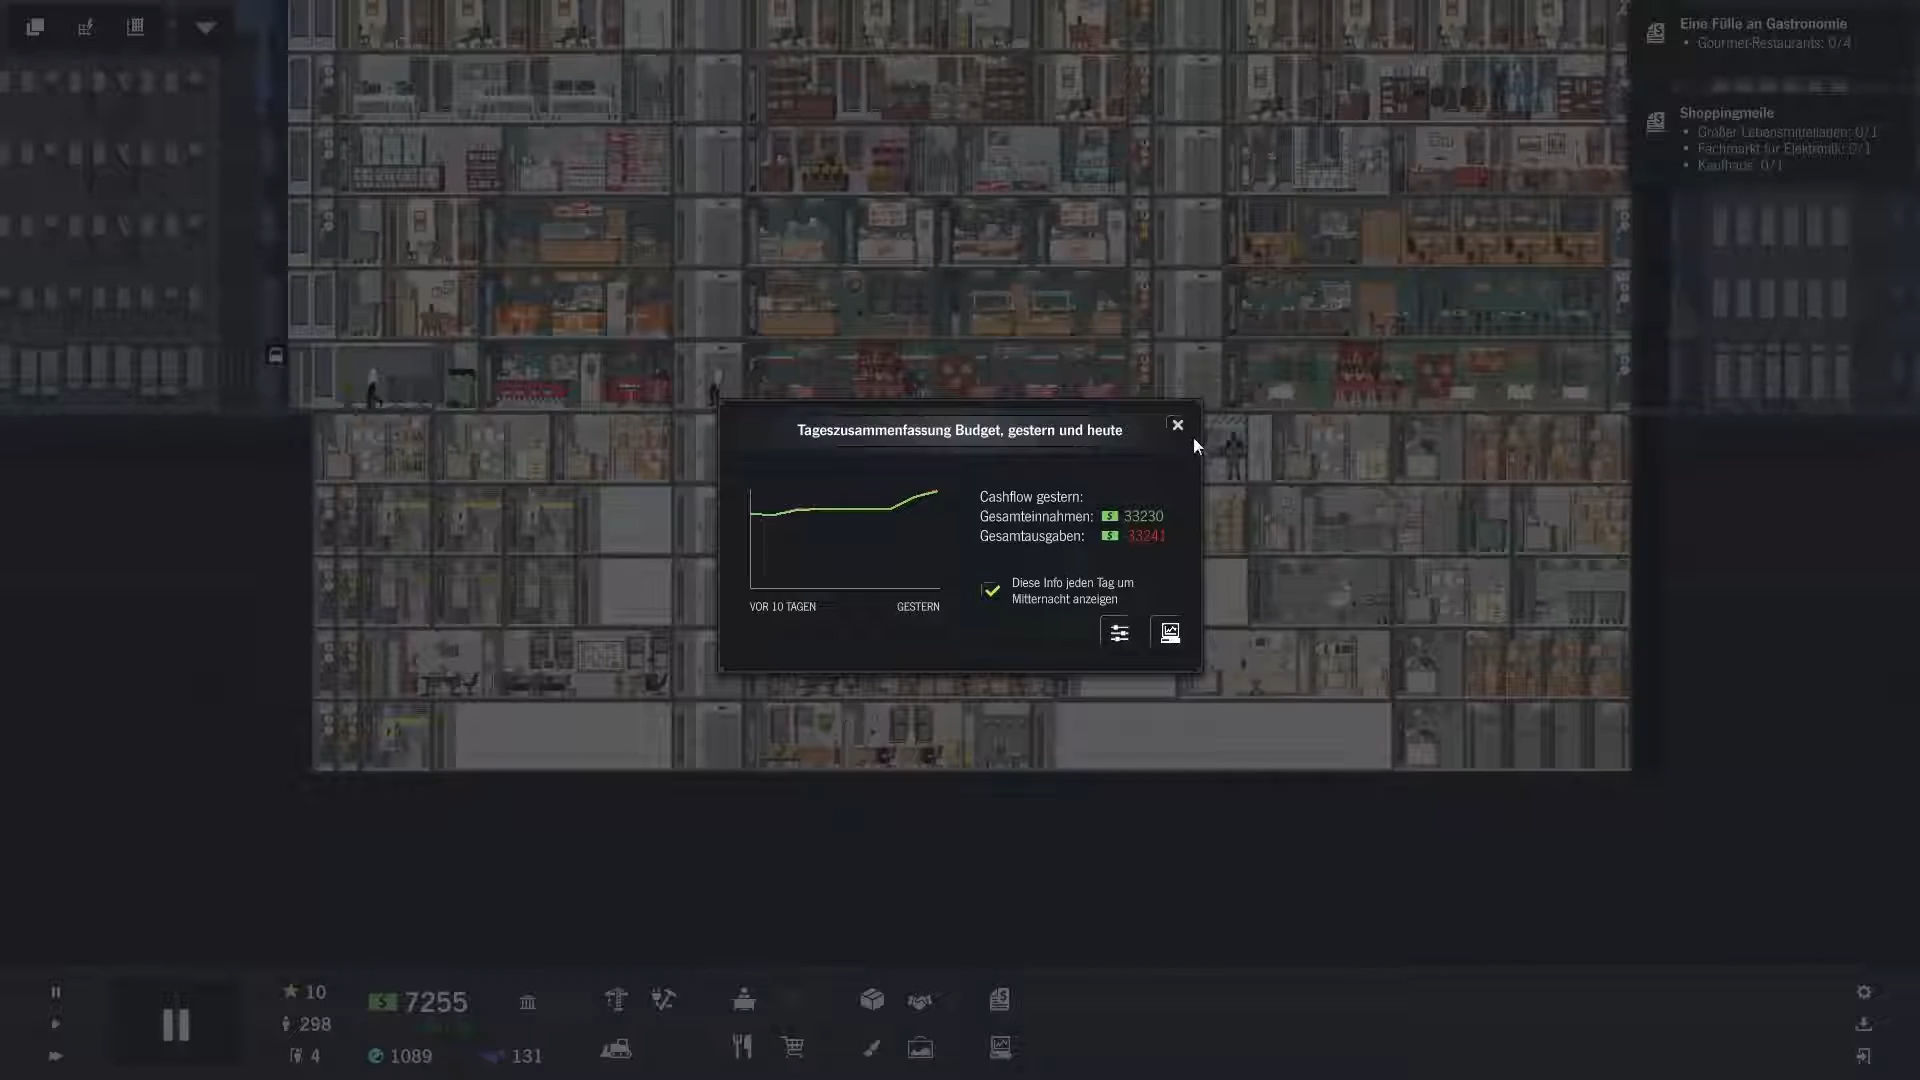 Eine Fülle an Gastronomie
• Gourmet-Restaurants: 0/4
Shoppingmeile
• Großer Lebensmittelladen: 0/1
• Fachmarkt für Elektronik: 0/1
• Kaufhaus: 0/1
Tageszusammenfassung Budget, gestern und heute
Cashflow gestern:
Gesamteinnahmen: $ 33230
Gesamtausgaben: $ -33241
Diese Info jeden Tag um
Mitternacht anzeigen
VOR 10 TAGEN
GESTERN
10
298
4
$ 7255
1089
131